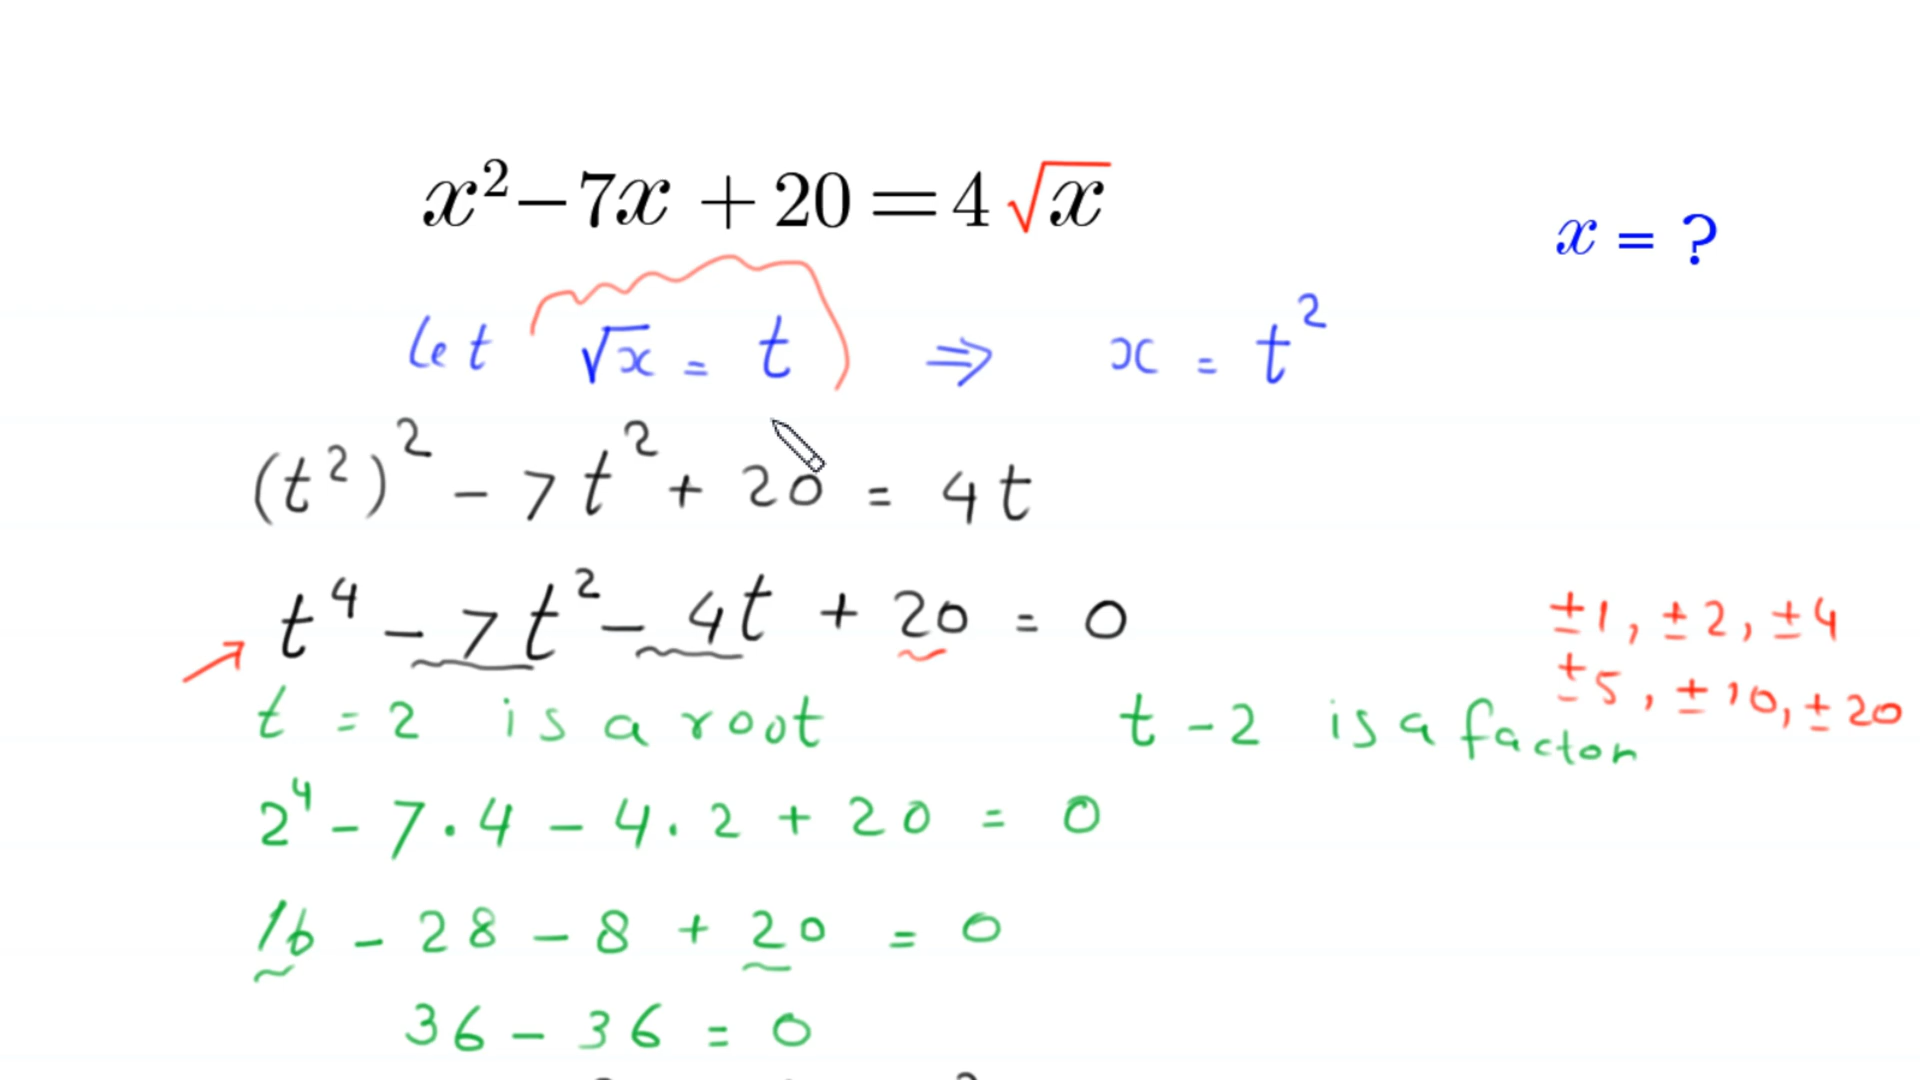 x² − 7x + 20 = 4√x
x = ?
let √x = t ⇒ x = t²
(t²)² − 7t² + 20 = 4t
t⁴ − 7t² − 4t + 20 = 0
±1, ±2, ±4
±5, ±10, ±20
t = 2 is a root
t − 2 is a factor
2⁴ − 7·4 − 4·2 + 20 = 0
16 − 28 − 8 + 20 = 0
36 − 36 = 0